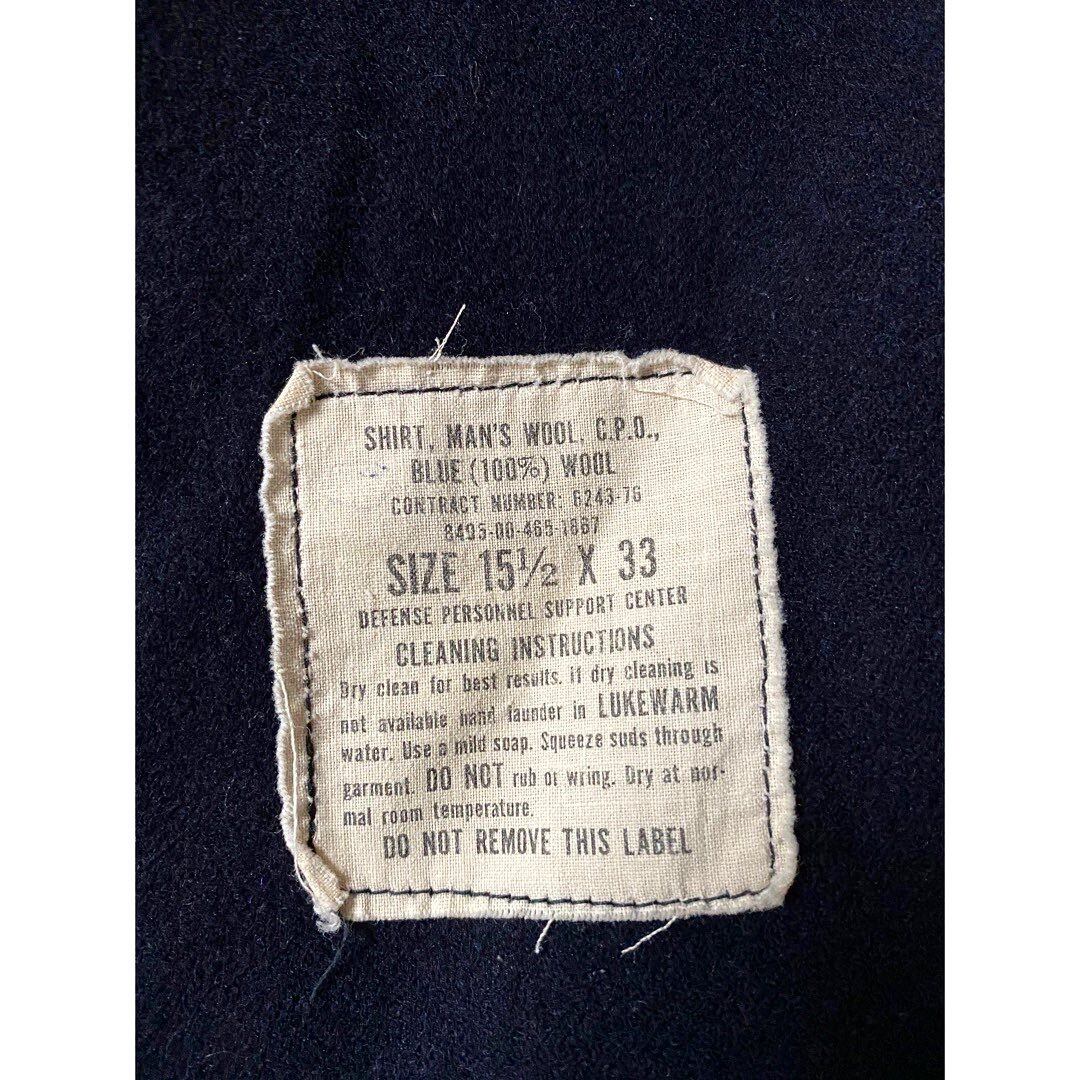 SHIRT, MAN'S WOOL, C.P.O.,
BLUE (100%) WOOL
CONTRACT NUMBER: 6243-76
8495-00-465-1867
SIZE 15½ X 33
DEFENSE PERSONNEL SUPPORT CENTER
CLEANING INSTRUCTIONS
Dry clean for best results. If dry cleaning is
not available hand launder in LUKEWARM
water. Use a mild soap. Squeeze suds through
garment. DO NOT rub or wring. Dry at nor-
mal room temperature.
DO NOT REMOVE THIS LABEL